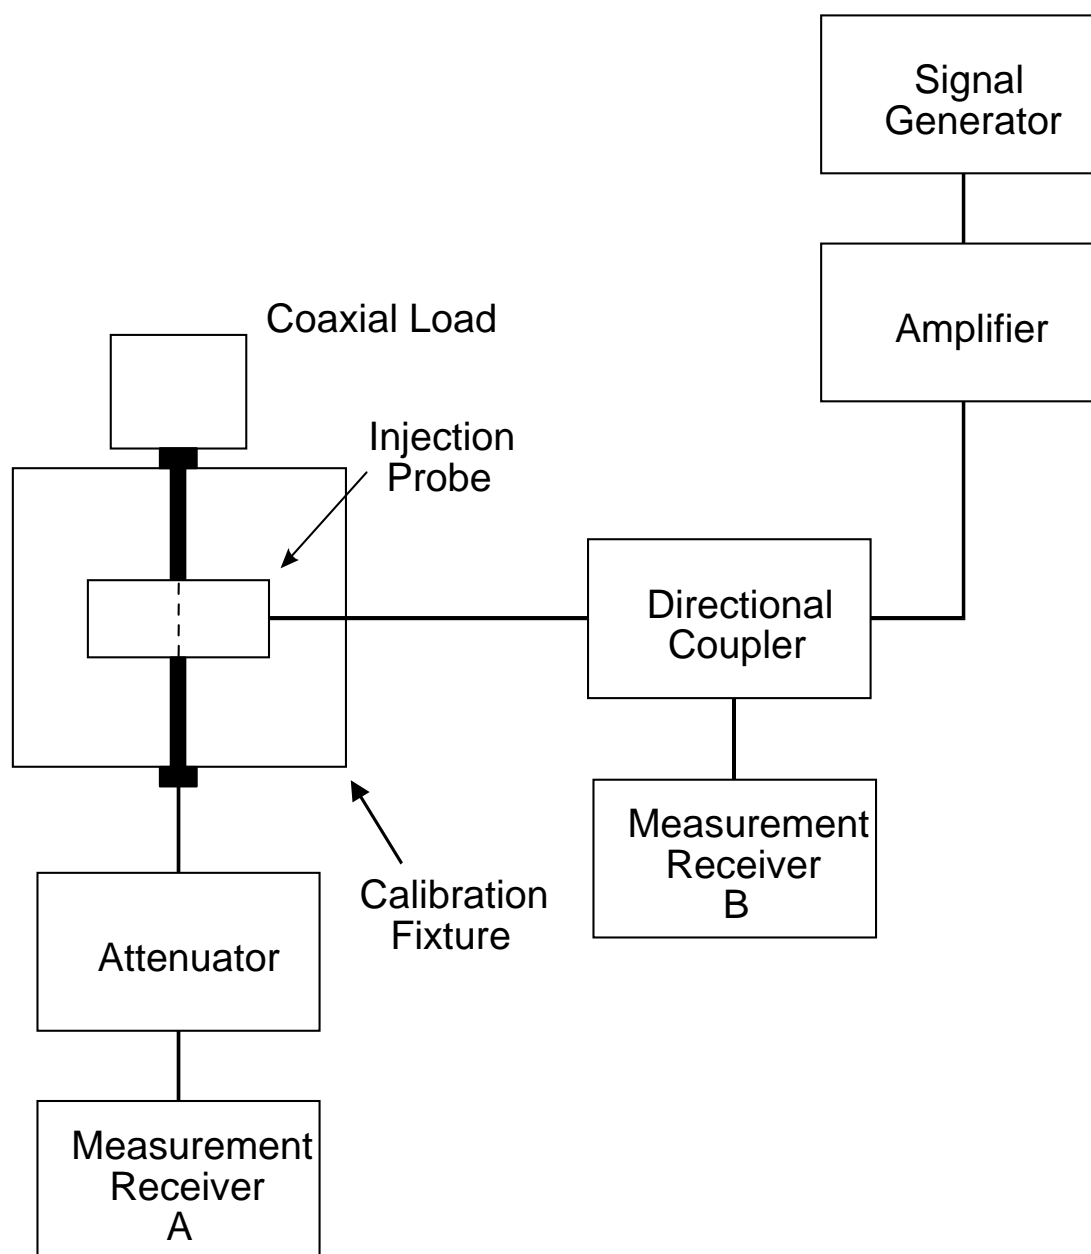 Signal
Generator
Amplifier
Coaxial Load
Injection
Probe
Directional
Coupler
Measurement
Receiver
B
Calibration
Fixture
Attenuator
Measurement
Receiver
A